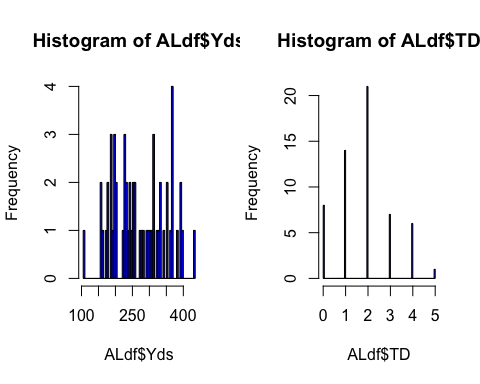 Histogram of ALdf$Yds
Frequency
4
3
2
1
0
100 250 400
ALdf$Yds
Histogram of ALdf$TD
Frequency
20
15
10
5
0
0 1 2 3 4 5
ALdf$TD